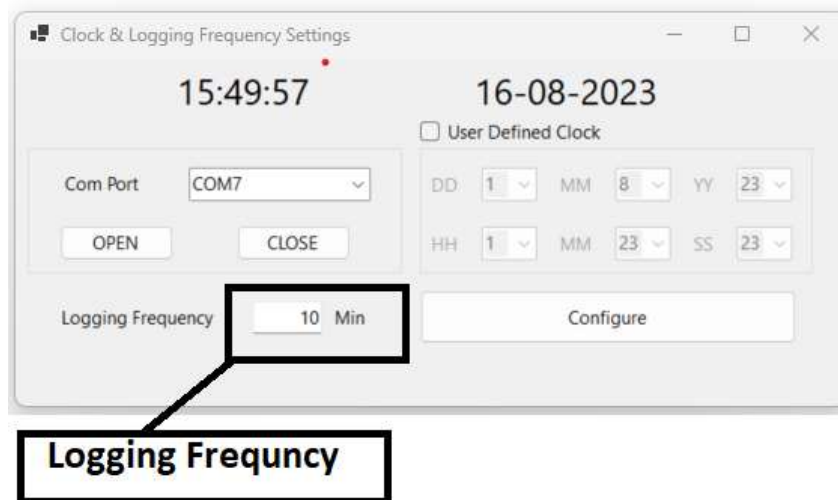 Clock & Logging Frequency Settings
15:49:57 16-08-2023
User Defined Clock
Com Port COM7 DD 1 MM 8 YY 23
OPEN CLOSE HH 1 MM 23 SS 23
Logging Frequency 10 Min Configure
Logging Frequncy